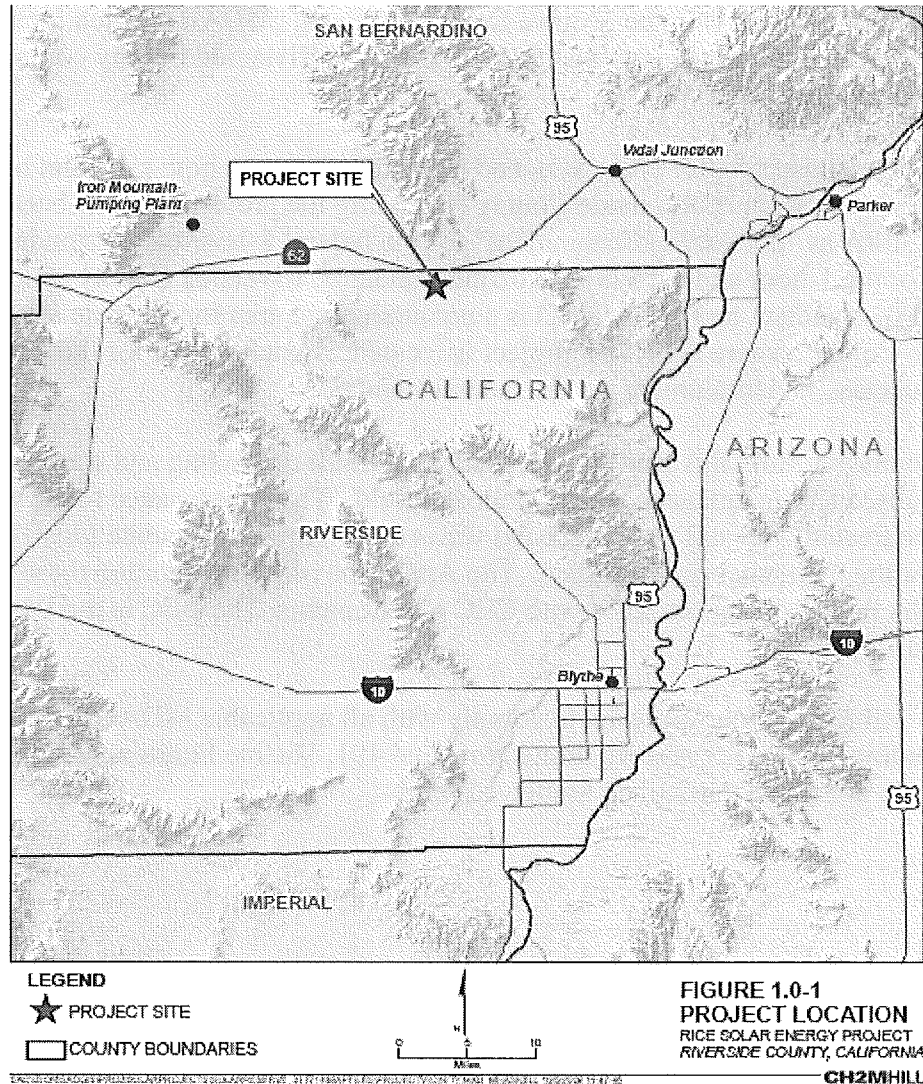 SAN BERNARDINO
95
Vidal Junction
PROJECT SITE
Iron Mountain
Pumping Plant
Parker
62
CALIFORNIA
ARIZONA
RIVERSIDE
95
10
Blythe
10
95
IMPERIAL
LEGEND
PROJECT SITE
COUNTY BOUNDARIES
N
0 5 10
Miles
FIGURE 1.0-1
PROJECT LOCATION
RICE SOLAR ENERGY PROJECT
RIVERSIDE COUNTY, CALIFORNIA
CH2MHILL